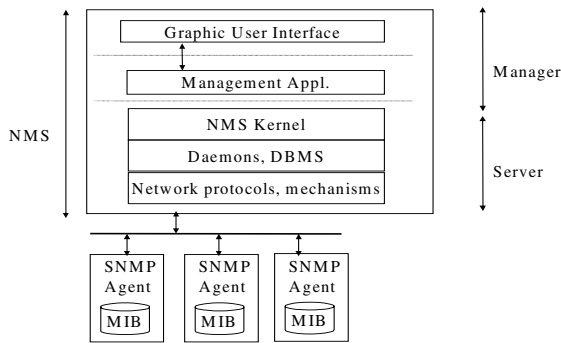 Graphic User Interface
Management Appl.
Manager
NMS Kernel
NMS
Daemons, DBMS
Server
Network protocols, mechanisms
SNMP
Agent
MIB
SNMP
Agent
MIB
SNMP
Agent
MIB